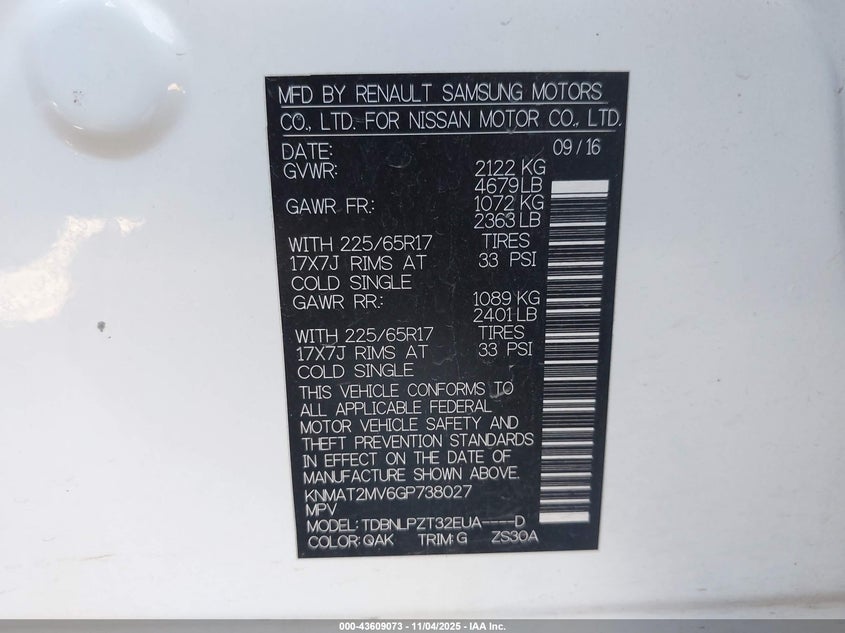 MFD BY RENAULT SAMSUNG MOTORS
CO., LTD. FOR NISSAN MOTOR CO., LTD.
DATE: 09/16
GVWR: 2122 KG
4679 LB
GAWR FR.: 1072 KG
2363 LB
WITH 225/65R17 TIRES
17X7J RIMS AT 33 PSI
COLD SINGLE
GAWR RR.: 1089 KG
2401 LB
WITH 225/65R17 TIRES
17X7J RIMS AT 33 PSI
COLD SINGLE
THIS VEHICLE CONFORMS TO
ALL APPLICABLE FEDERAL
MOTOR VEHICLE SAFETY AND
THEFT PREVENTION STANDARDS
IN EFFECT ON THE DATE OF
MANUFACTURE SHOWN ABOVE.
KNMAT2MV6GP738027
MPV
MODEL: TDBNLPZT32EUA----D
COLOR: QAK TRIM: G ZS30A
000-43609073 - 11/04/2025 - IAA Inc.